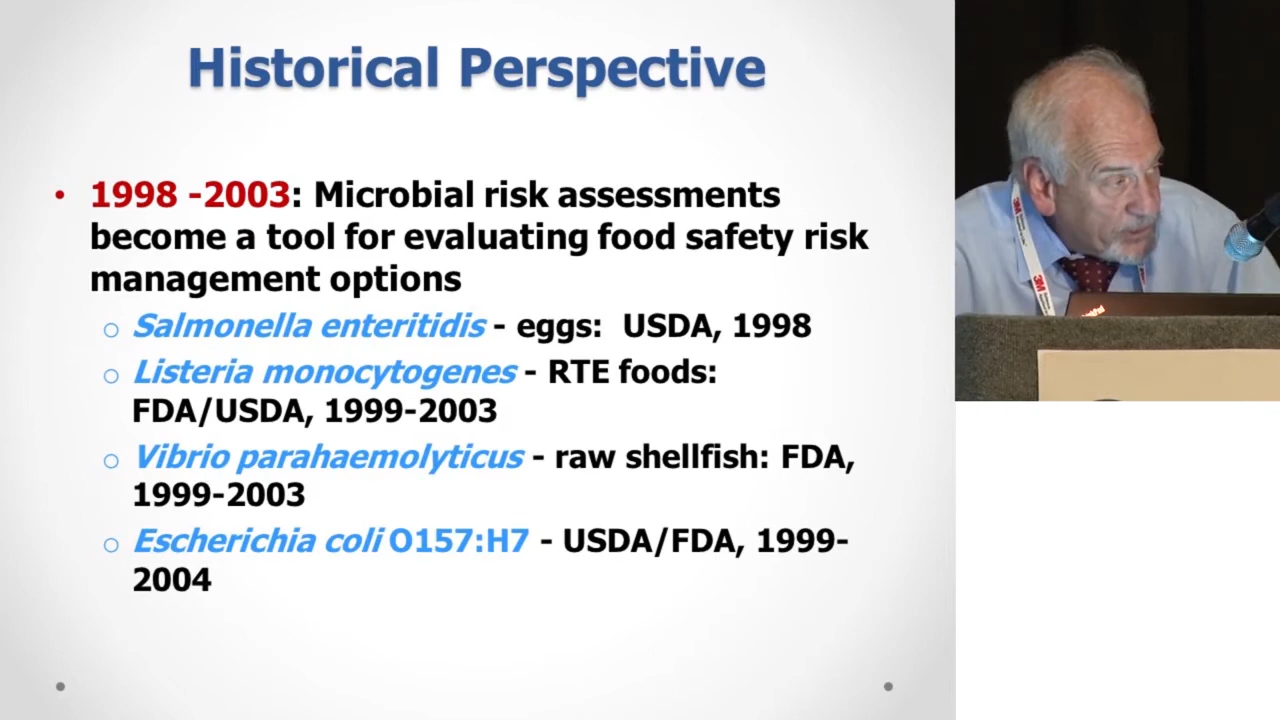 Historical Perspective
• 1998 -2003: Microbial risk assessments
become a tool for evaluating food safety risk
management options
o Salmonella enteritidis - eggs: USDA, 1998
o Listeria monocytogenes - RTE foods:
FDA/USDA, 1999-2003
o Vibrio parahaemolyticus - raw shellfish: FDA,
1999-2003
o Escherichia coli O157:H7 - USDA/FDA, 1999-
2004
3M
3M